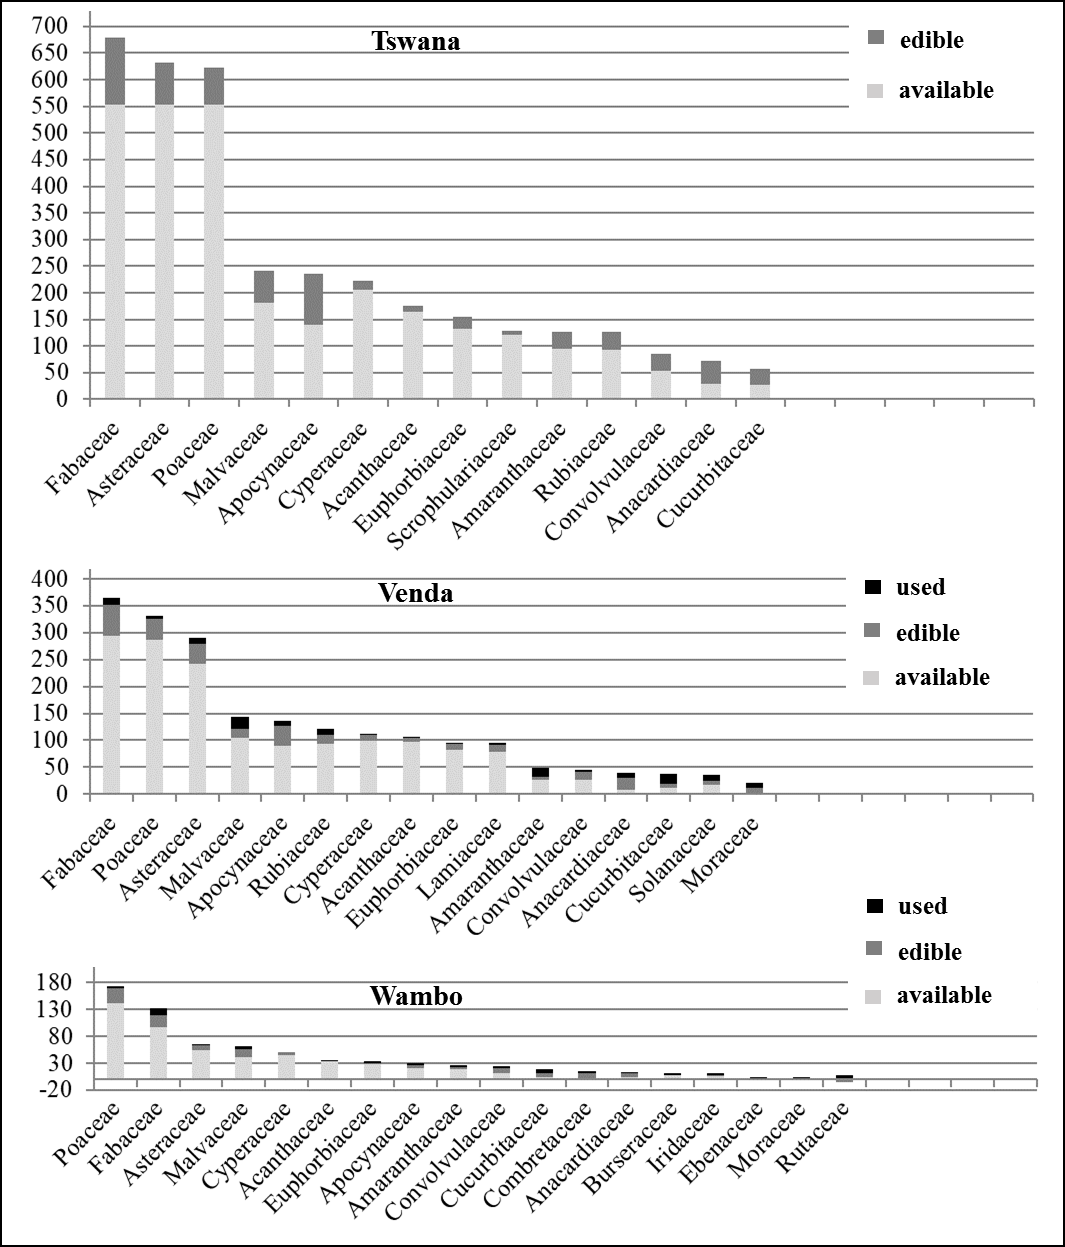 Tswana
edible
available
700
650
600
550
500
450
400
350
300
250
200
150
100
50
0
Fabaceae
Asteraceae
Poaceae
Malvaceae
Apocynaceae
Cyperaceae
Acanthaceae
Euphorbiaceae
Scrophulariaceae
Amaranthaceae
Rubiaceae
Convolvulaceae
Anacardiaceae
Cucurbitaceae
Venda
used
edible
available
400
350
300
250
200
150
100
50
0
Fabaceae
Poaceae
Asteraceae
Malvaceae
Apocynaceae
Rubiaceae
Cyperaceae
Acanthaceae
Euphorbiaceae
Lamiaceae
Amaranthaceae
Convolvulaceae
Anacardiaceae
Cucurbitaceae
Solanaceae
Moraceae
Wambo
used
edible
available
180
130
80
30
-20
Poaceae
Fabaceae
Asteraceae
Malvaceae
Cyperaceae
Acanthaceae
Euphorbiaceae
Apocynaceae
Amaranthaceae
Convolvulaceae
Cucurbitaceae
Combretaceae
Anacardiaceae
Burseraceae
Iridaceae
Ebenaceae
Moraceae
Rutaceae